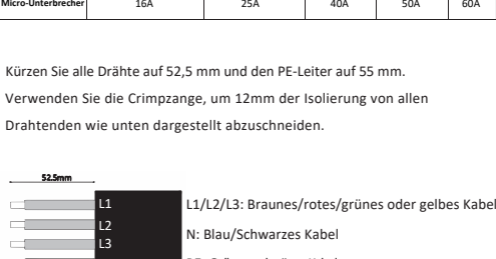 Micro-Unterbrecher 16A 25A 40A 50A 60A
Kürzen Sie alle Drähte auf 52,5 mm und den PE-Leiter auf 55 mm.
Verwenden Sie die Crimpzange, um 12mm der Isolierung von allen
Drahtenden wie unten dargestellt abzuschneiden.
52.5mm
L1
L1/L2/L3: Braunes/rotes/grünes oder gelbes Kabel
L2
L3
N: Blau/Schwarzes Kabel